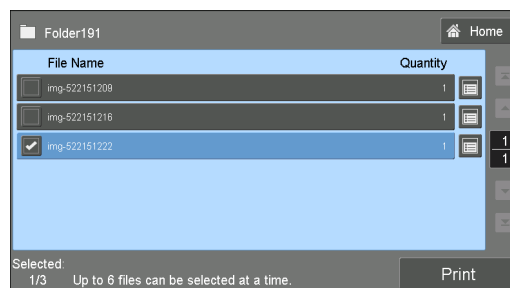 Folder191
Home
File Name Quantity
img-522151209 1
img-522151216 1
img-522151222 1
1
1
Selected:
1/3 Up to 6 files can be selected at a time.
Print